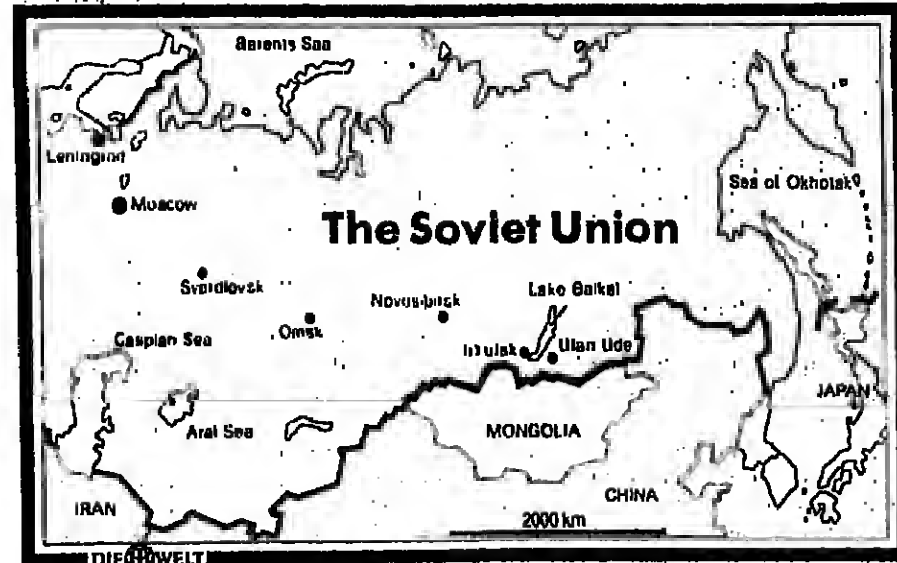 Barents Sea
Leningrad
Moscow
Sea of Okhotsk
The Soviet Union
Sverdlovsk
Novosibirsk
Lake Baikal
Omsk
Caspian Sea
Irkutsk
Ulan Ude
JAPAN
Aral Sea
MONGOLIA
IRAN
CHINA
2000 km
DIE WELT